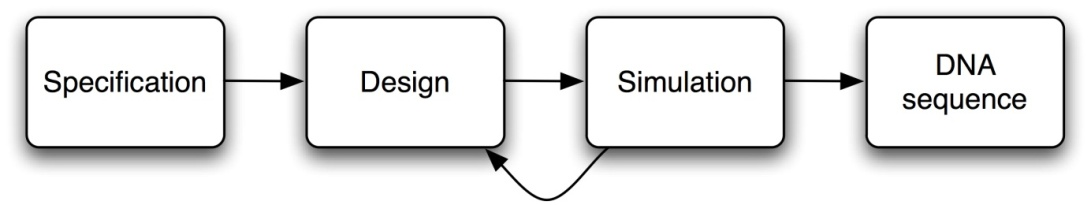 Specification
Design
Simulation
DNA
sequence